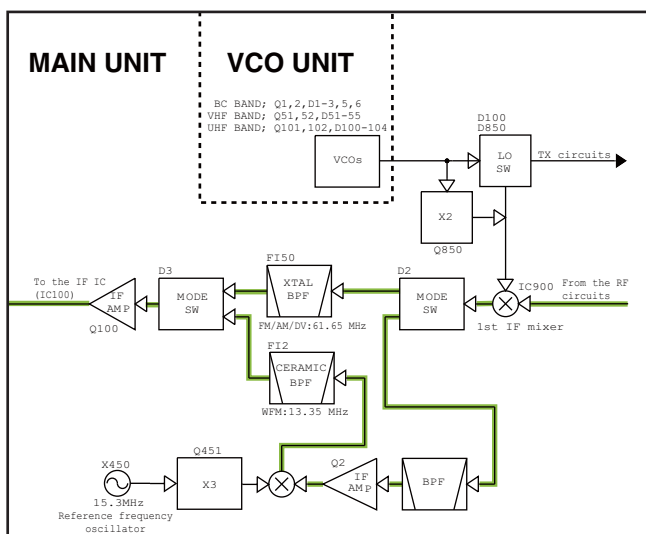 MAIN UNIT
VCO UNIT
BC BAND; Q1,2,D1-3,5,6
VHF BAND; Q51,52,D51-55
UHF BAND; Q101,102,D100-104
VCOs
D100
D850
LO
SW
TX circuits
X2
Q850
To the IF IC
(IC100)
IF
AMP
Q100
D3
MODE
SW
FI50
XTAL
BPF
FM/AM/DV:61.65 MHz
D2
MODE
SW
IC900
1st IF mixer
From the RF
circuits
FI2
CERAMIC
BPF
WFM:13.35 MHz
X450
15.3MHz
Reference frequency
oscillator
Q451
X3
Q2
IF
AMP
BPF